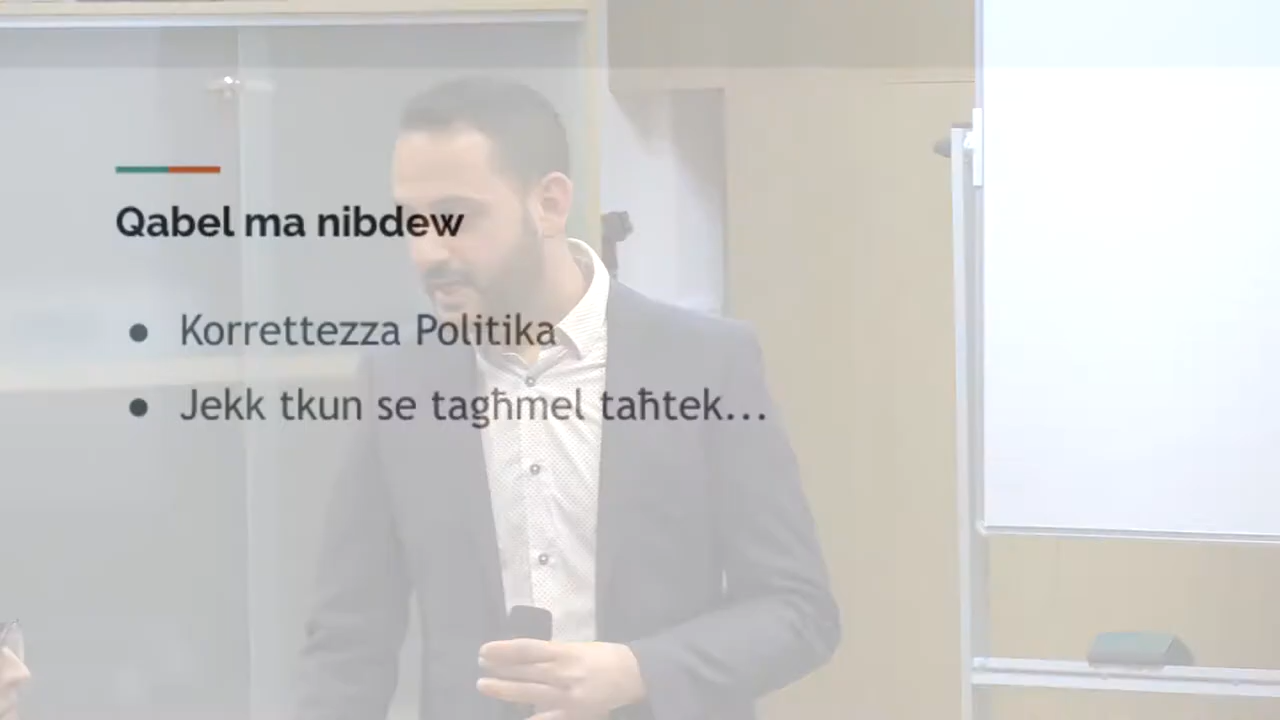 Qabel ma nibdew
● Korrettezza Politika
● Jekk tkun se tagħmel taħtek...